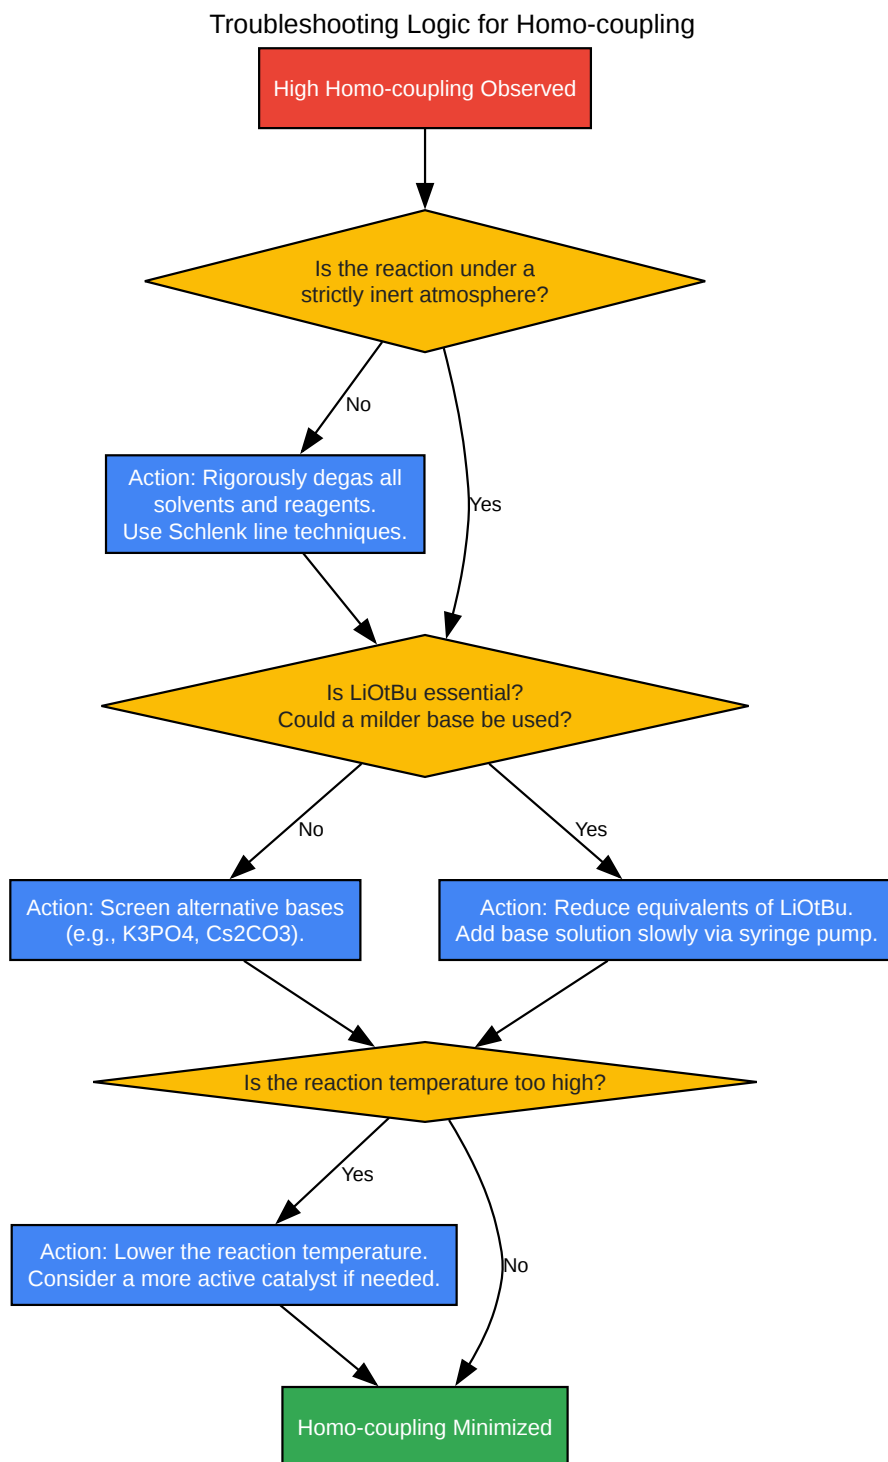 Troubleshooting Logic for Homo-coupling
High Homo-coupling Observed
Is the reaction under a
strictly inert atmosphere?
No
Action: Rigorously degas all
solvents and reagents.
Use Schlenk line techniques.
Yes
Is LiOtBu essential?
Could a milder base be used?
No
Yes
Action: Screen alternative bases
(e.g., K3PO4, Cs2CO3).
Action: Reduce equivalents of LiOtBu.
Add base solution slowly via syringe pump.
Is the reaction temperature too high?
Yes
Action: Lower the reaction temperature.
Consider a more active catalyst if needed.
No
Homo-coupling Minimized